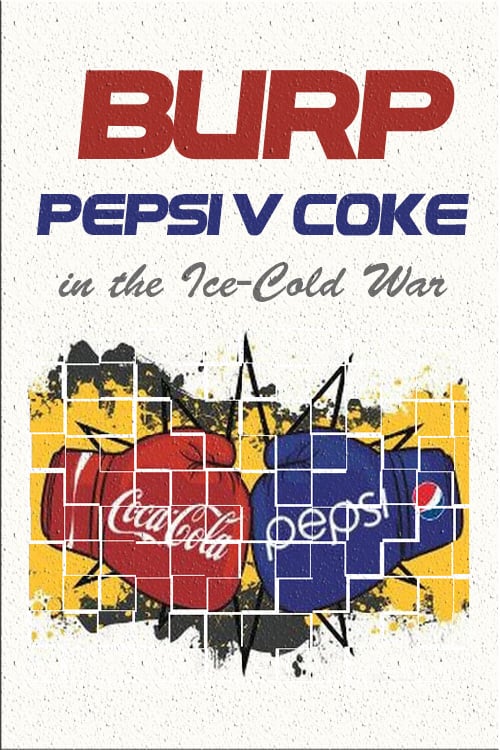 BURP
PEPSI V COKE
in the Ice-Cold War
Coca-Cola
pepsi